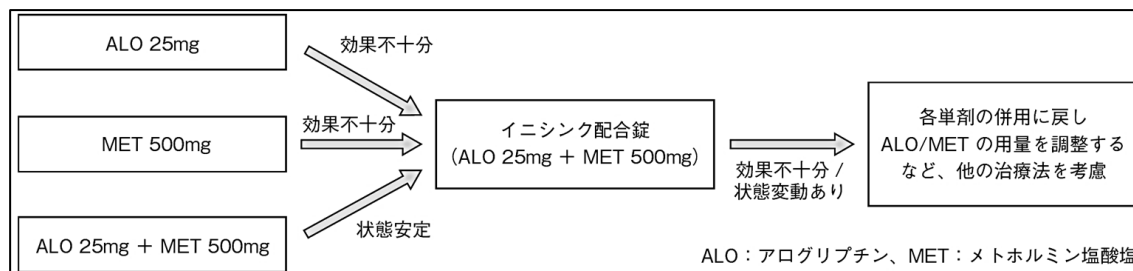 ALO 25mg
効果不十分
MET 500mg
効果不十分
ALO 25mg + MET 500mg
状態安定
イニシンク配合錠
(ALO 25mg + MET 500mg)
効果不十分 /
状態変動あり
各単剤の併用に戻し
ALO/MET の用量を調整する
など、他の治療法を考慮
ALO:アログリプチン、MET:メトホルミン塩酸塩